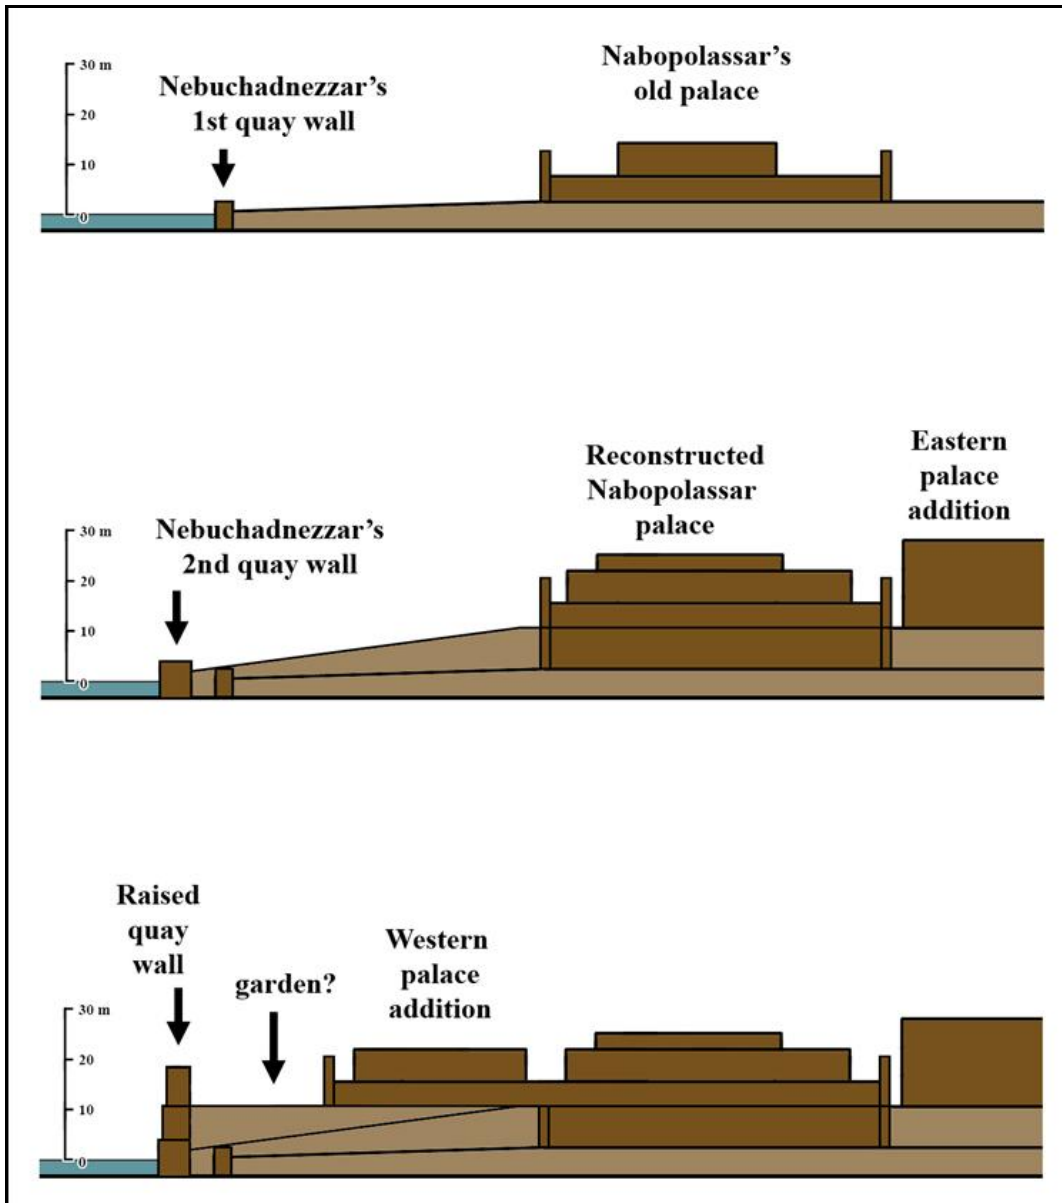 30 m
20
10
0
Nebuchadnezzar’s
1st quay wall
Nabopolassar’s
old palace
30 m
20
10
0
Nebuchadnezzar’s
2nd quay wall
Reconstructed
Nabopolassar
palace
Eastern
palace
addition
30 m
20
10
0
Raised
quay
wall
garden?
Western
palace
addition